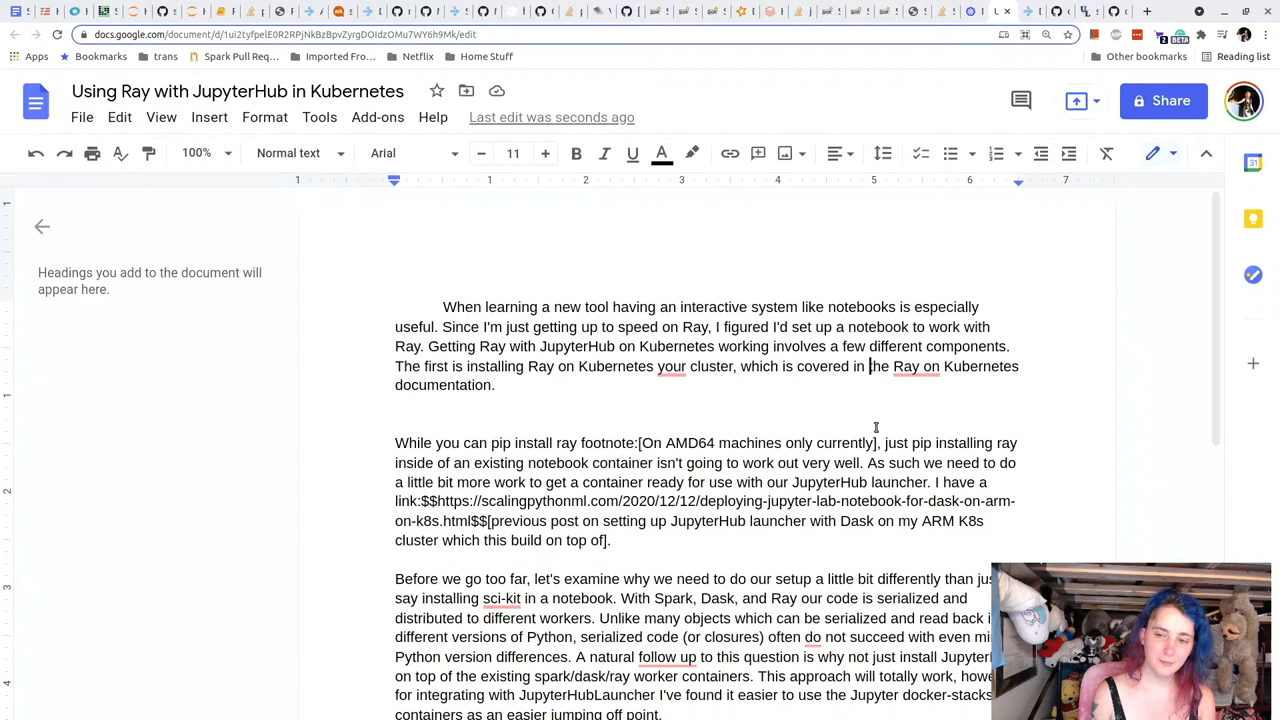 docs.google.com/document/d/1ui2tyfpelE0R2RPjNkBzBpvZyrgDOIdzOMu7WY6h9Mk/edit
Apps
Bookmarks
trans
Spark Pull Req...
Imported Fro...
Netflix
Home Stuff
Other bookmarks
Reading list
Using Ray with JupyterHub in Kubernetes
Share
File Edit View Insert Format Tools Add-ons Help Last edit was seconds ago
100% Normal text Arial 11
1 1 2 3 4 5 6 7
Headings you add to the document will
appear here.
When learning a new tool having an interactive system like notebooks is especially
useful. Since I'm just getting up to speed on Ray, I figured I'd set up a notebook to work with
Ray. Getting Ray with JupyterHub on Kubernetes working involves a few different components.
The first is installing Ray on Kubernetes your cluster, which is covered in the Ray on Kubernetes
documentation.
While you can pip install ray footnote:[On AMD64 machines only currently], just pip installing ray
inside of an existing notebook container isn't going to work out very well. As such we need to do
a little bit more work to get a container ready for use with our JupyterHub launcher. I have a
link:$$https://scalingpythonml.com/2020/12/12/deploying-jupyter-lab-notebook-for-dask-on-arm-
on-k8s.html$$[previous post on setting up JupyterHub launcher with Dask on my ARM K8s
cluster which this build on top of].
Before we go too far, let's examine why we need to do our setup a little bit differently than
say installing sci-kit in a notebook. With Spark, Dask, and Ray our code is serialized and
distributed to different workers. Unlike many objects which can be serialized and read back
different versions of Python, serialized code (or closures) often do not succeed with even
Python version differences. A natural follow up to this question is why not just install
on top of the existing spark/dask/ray worker containers. This approach will totally work,
for integrating with JupyterHubLauncher I've found it easier to use the Jupyter docker-stacks
containers as an easier jumping off point.